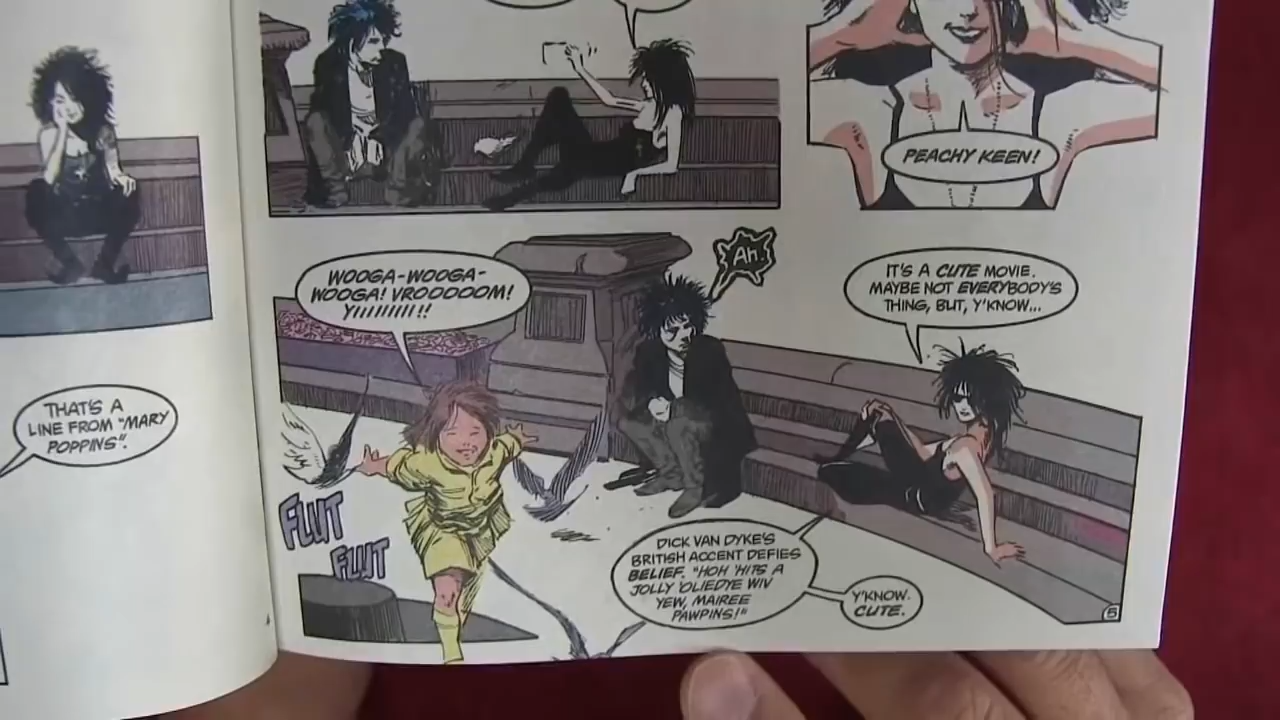 THAT'S A
LINE FROM "MARY
POPPINS".
PEACHY KEEN!
WOOGA-WOOGA-
WOOGA! VROOOOOM!
YIIIIIIIII!!
Ah.
IT'S A CUTE MOVIE.
MAYBE NOT EVERYBODY'S
THING, BUT, Y'KNOW...
FLUT
FLUT
DICK VAN DYKE'S
BRITISH ACCENT DEFIES
BELIEF. "HOH 'HITS A
JOLLY 'OLIEDYE WIV
YEW, MAIREE
PAWPINS!"
Y'KNOW.
CUTE.
5